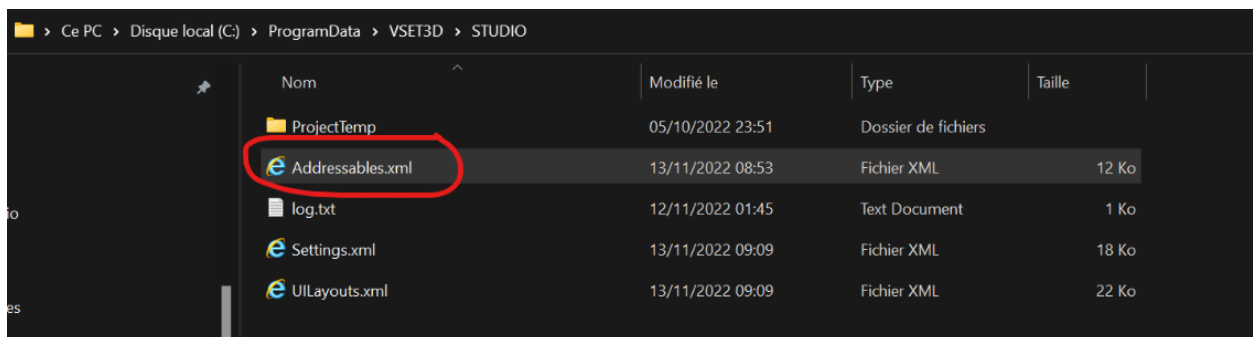 Ce PC > Disque local (C:) > ProgramData > VSET3D > STUDIO
Nom Modifié le Type Taille
ProjectTemp 05/10/2022 23:51 Dossier de fichiers
Addressables.xml 13/11/2022 08:53 Fichier XML 12 Ko
io
log.txt 12/11/2022 01:45 Text Document 1 Ko
Settings.xml 13/11/2022 09:09 Fichier XML 18 Ko
UILayouts.xml 13/11/2022 09:09 Fichier XML 22 Ko
es